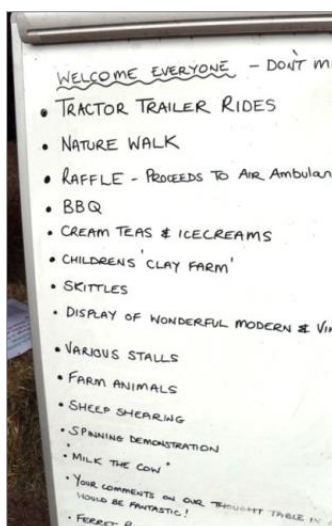 WELCOME EVERYONE - DON'T
• TRACTOR TRAILER RIDES
• NATURE WALK
• RAFFLE - PROCEEDS TO AIR Ambulan
• BBQ
• CREAM TEAS & ICECREAMS
• CHILDRENS 'CLAY FARM'
• SKITTLES
• DISPLAY OF WONDERFUL MODERN &
• VARIOUS STALLS
• FARM ANIMALS
• SHEEP SHEARING
• SPINNING DEMONSTRATION
• "MILK THE COW"
• YOUR COMMENTS ON OUR THOUGHT TABLE
WOULD BE FANTASTIC!
• FERRET